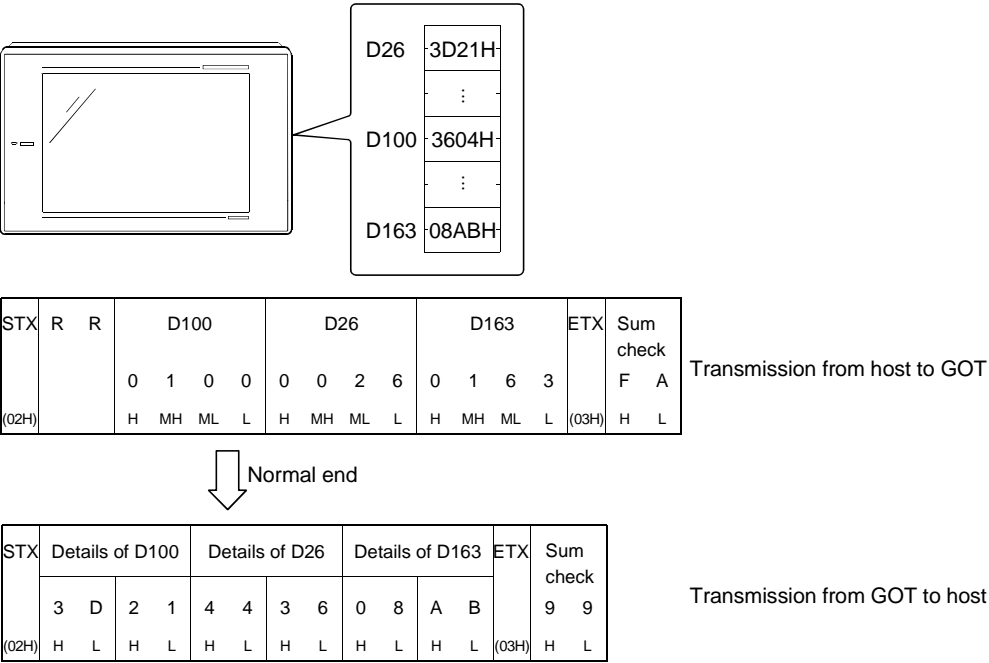 D26 3D21H
⋮
D100 3604H
⋮
D163 08ABH
STX R R D100 D26 D163 ETX Sum check
0 1 0 0 0 0 2 6 0 1 6 3 F A
(02H) H MH ML L H MH ML L H MH ML L (03H) H L
Transmission from host to GOT
Normal end
STX Details of D100 Details of D26 Details of D163 ETX Sum check
3 D 2 1 4 4 3 6 0 8 A B 9 9
(02H) H L H L H L H L H L H L (03H) H L
Transmission from GOT to host